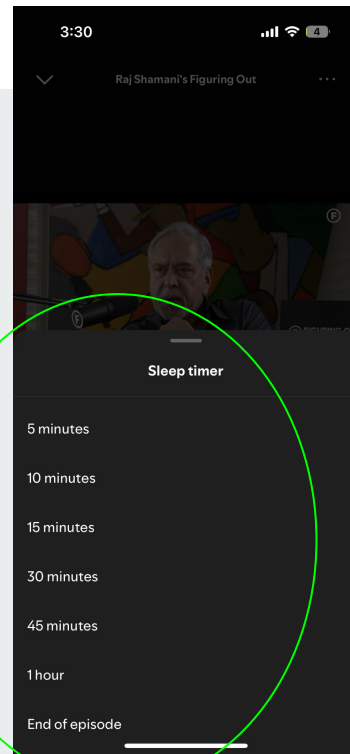 3:30
4
Raj Shamani's Figuring Out
F
F
FIGURING O
Sleep timer
5 minutes
10 minutes
15 minutes
30 minutes
45 minutes
1 hour
End of episode